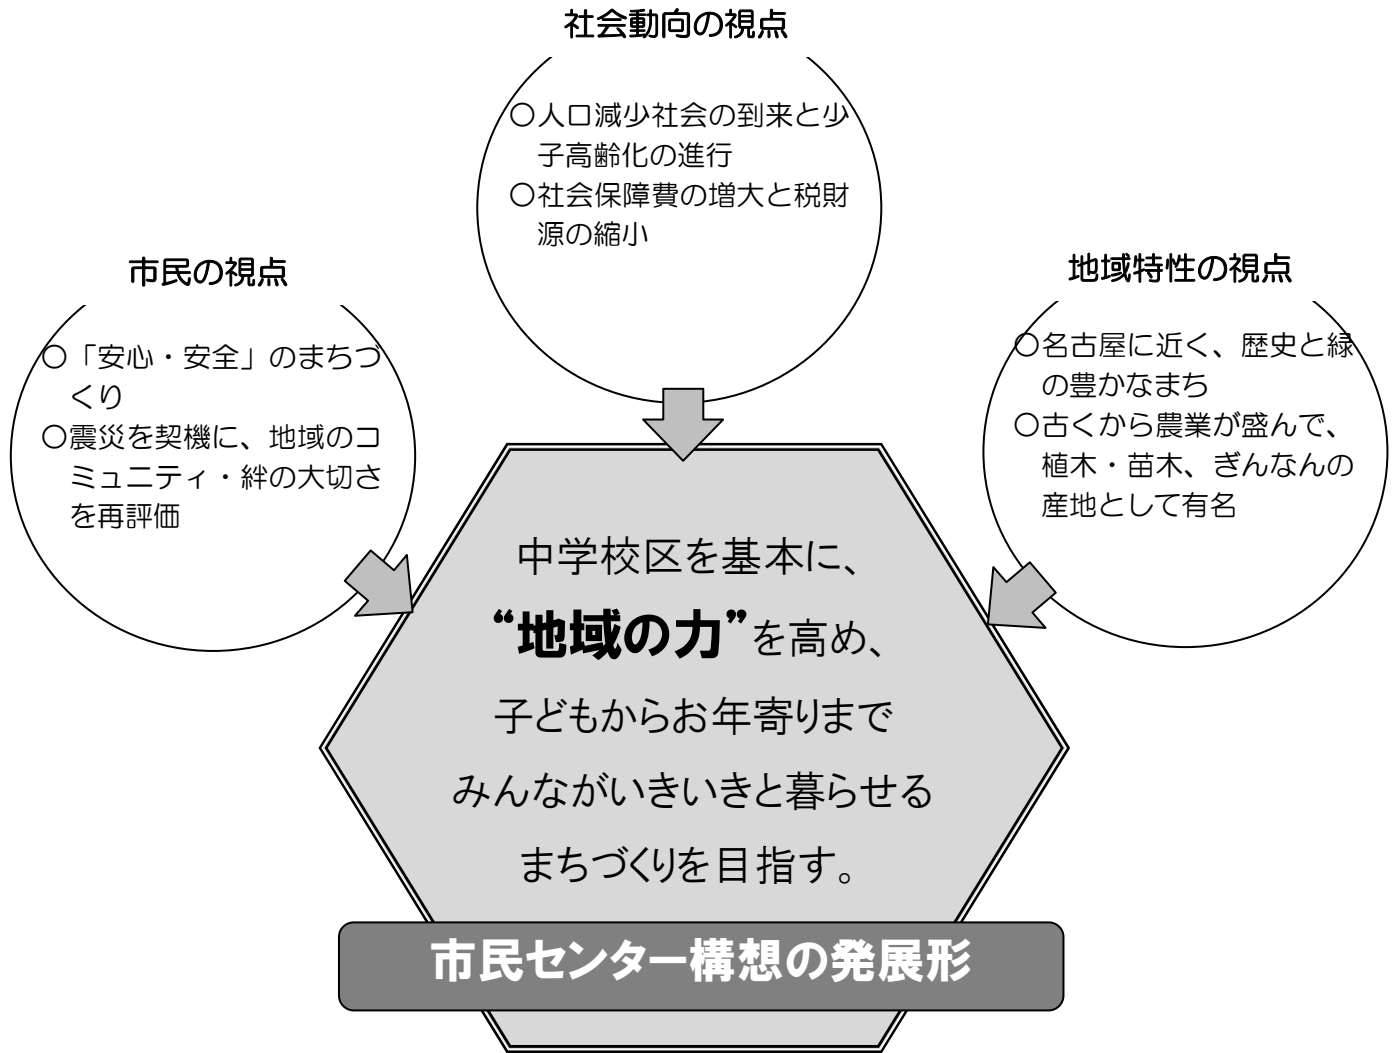 社会動向の視点
〇人口減少社会の到来と少
子高齢化の進行
〇社会保障費の増大と税財
源の縮小
市民の視点
〇「安心・安全」のまちづ
くり
〇震災を契機に、地域のコ
ミュニティ・絆の大切さ
を再評価
地域特性の視点
〇名古屋に近く、歴史と緑
の豊かなまち
〇古くから農業が盛んで、
植木・苗木、ぎんなんの
産地として有名
中学校区を基本に、
“地域の力”を高め、
子どもからお年寄りまで
みんながいきいきと暮らせる
まちづくりを目指す。
市民センター構想の発展形